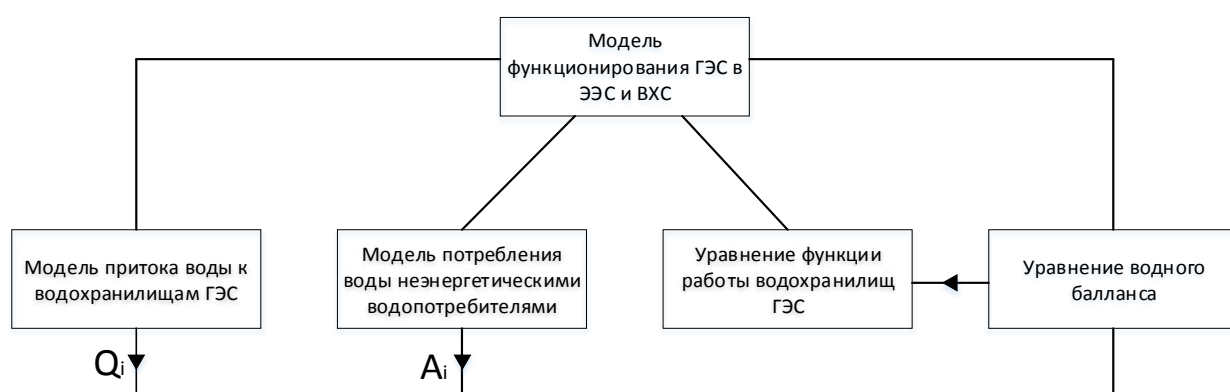 Модель
функционирования ГЭС в
ЭЭС и ВХС
Модель притока воды к
водохранилищам ГЭС
Модель потребления
воды неэнергетическими
водопотребителями
Уравнение функции
работы водохранилищ
ГЭС
Уравнение водного
балланса
Qi
Ai